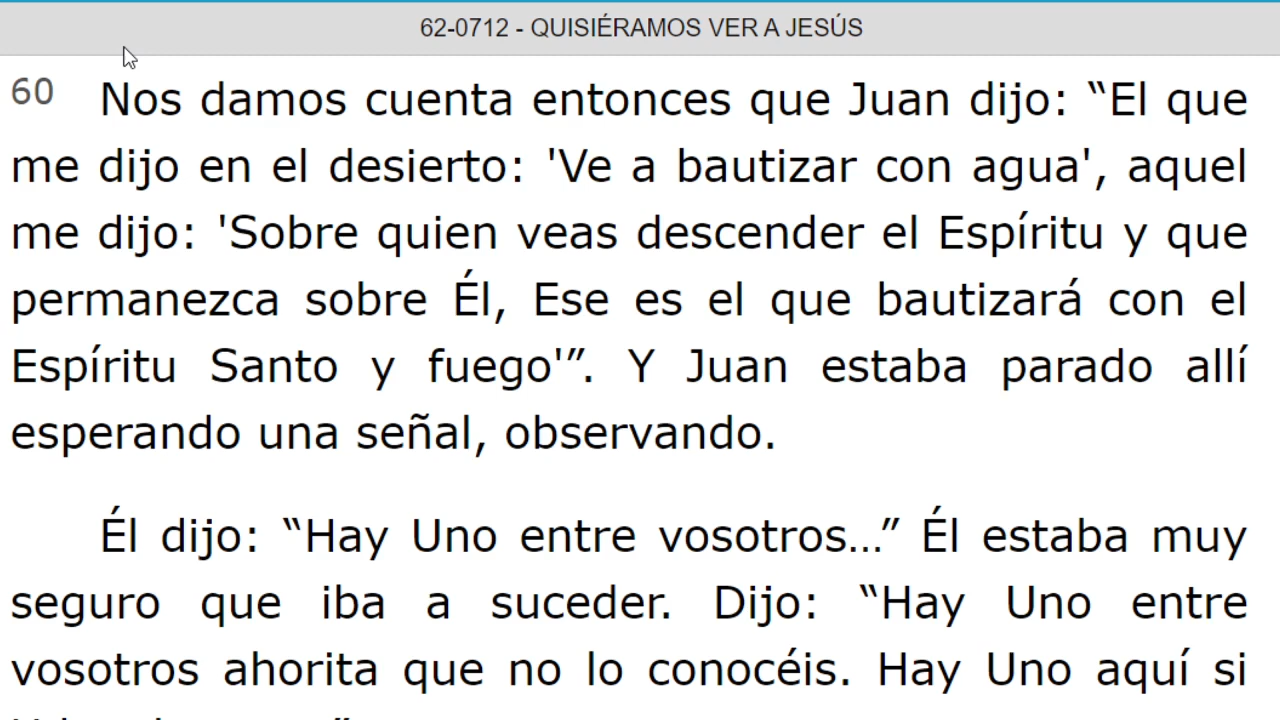 62-0712 - QUISIÉRAMOS VER A JESÚS
60 Nos damos cuenta entonces que Juan dijo: “El que
me dijo en el desierto: 'Ve a bautizar con agua', aquel
me dijo: 'Sobre quien veas descender el Espíritu y que
permanezca sobre Él, Ese es el que bautizará con el
Espíritu Santo y fuego'”. Y Juan estaba parado allí
esperando una señal, observando.
Él dijo: “Hay Uno entre vosotros…” Él estaba muy
seguro que iba a suceder. Dijo: “Hay Uno entre
vosotros ahorita que no lo conocéis. Hay Uno aquí si